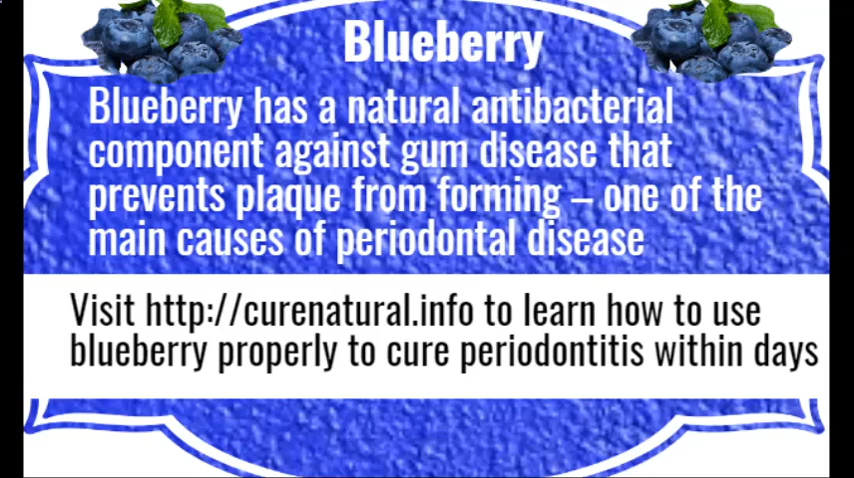 Blueberry
Blueberry has a natural antibacterial
component against gum disease that
prevents plaque from forming – one of the
main causes of periodontal disease
Visit http://curenatural.info to learn how to use
blueberry properly to cure periodontitis within days